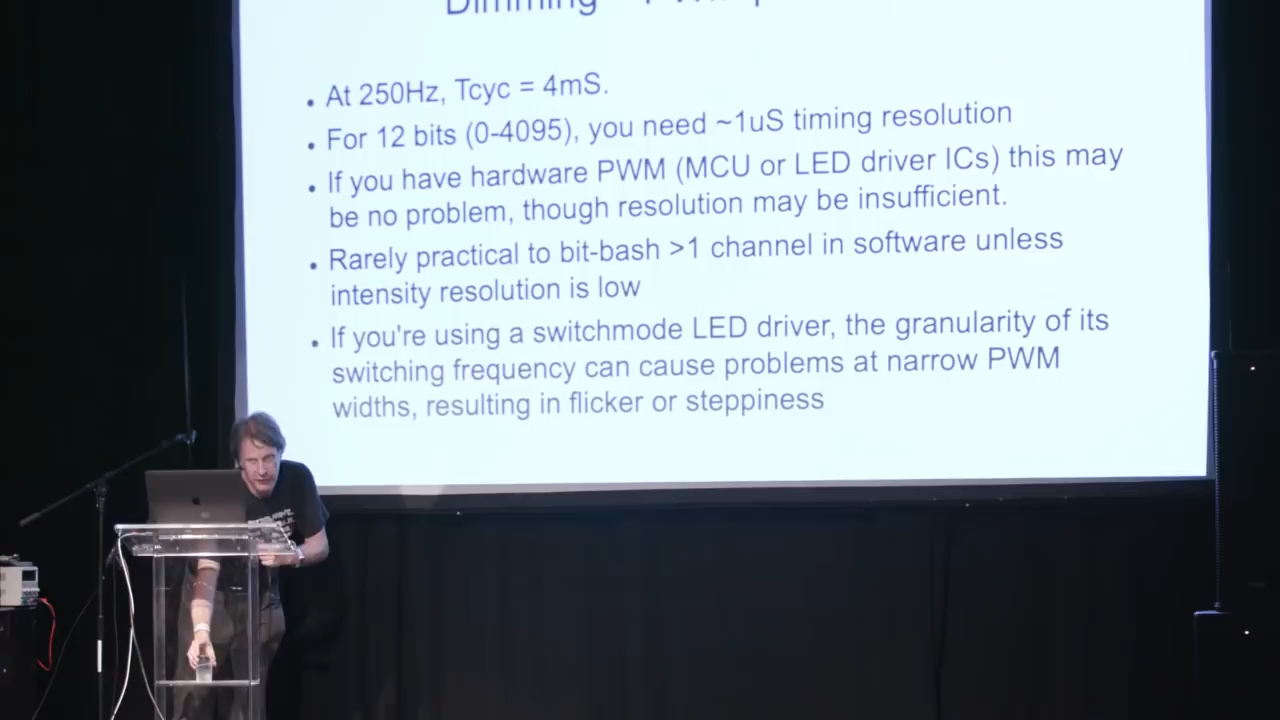 Dimming
• At 250Hz, Tcyc = 4mS.
• For 12 bits (0-4095), you need ~1uS timing resolution
• If you have hardware PWM (MCU or LED driver ICs) this may
be no problem, though resolution may be insufficient.
• Rarely practical to bit-bash >1 channel in software unless
intensity resolution is low
• If you're using a switchmode LED driver, the granularity of its
switching frequency can cause problems at narrow PWM
widths, resulting in flicker or steppiness